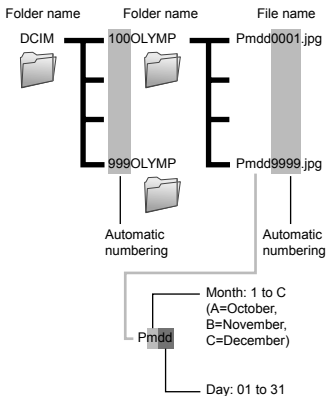 Folder name Folder name File name
DCIM 100OLYMP Pmdd0001.jpg
999OLYMP Pmdd9999.jpg
Automatic
numbering
Automatic
numbering
Month: 1 to C
(A=October,
B=November,
C=December)
Pmdd
Day: 01 to 31